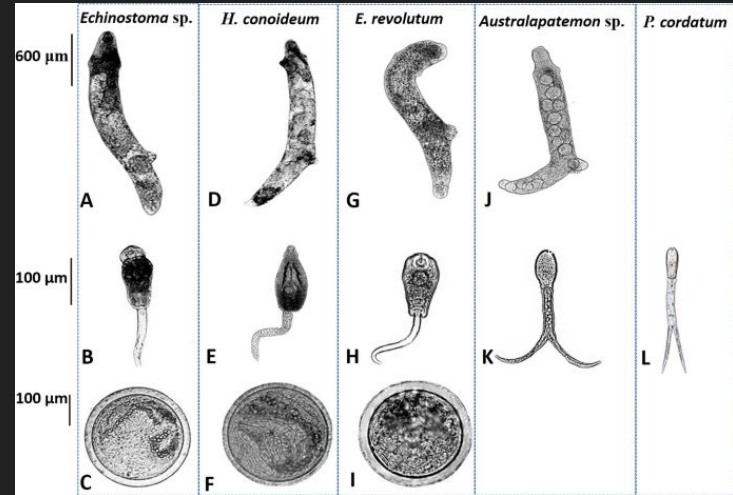 Echinostoma sp. H. conoideum E. revolutum Australapatemon sp. P. cordatum
600 µm
A D G J
100 µm
B E H K L
100 µm
C F I